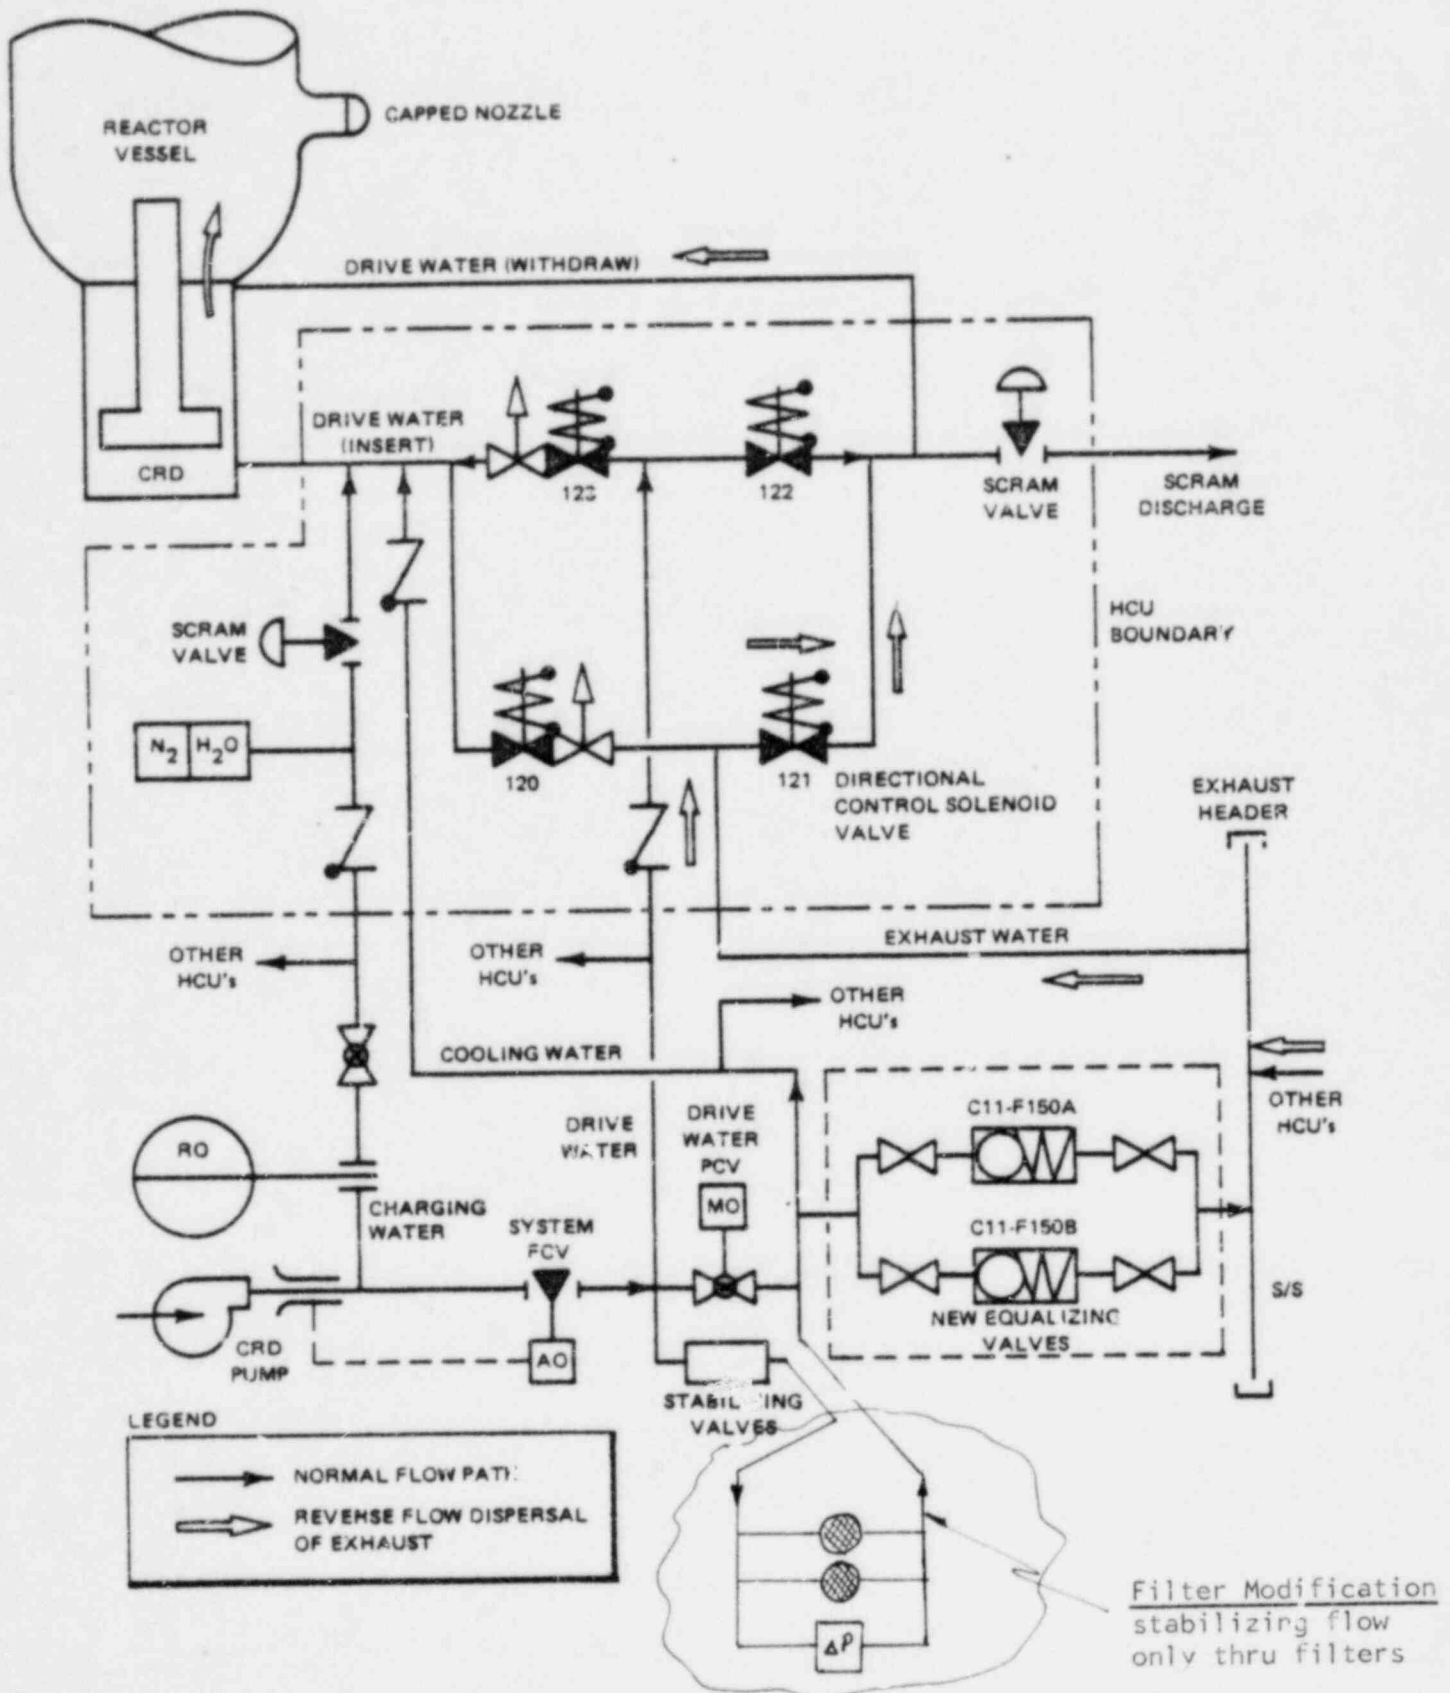 REACTOR
VESSEL
CAPPED NOZZLE
DRIVE WATER (WITHDRAW)
DRIVE WATER
(INSERT)
CRD
123
122
SCRAM
VALVE
SCRAM
DISCHARGE
SCRAM
VALVE
HCU
BOUNDARY
N2 H2O
120
121
DIRECTIONAL
CONTROL SOLENOID
VALVE
EXHAUST
HEADER
OTHER
HCU's
OTHER
HCU's
EXHAUST WATER
OTHER
HCU's
COOLING WATER
OTHER
HCU's
RO
CHARGING
WATER
DRIVE
WATER
DRIVE
WATER
PCV
MO
C11-F150A
C11-F150B
NEW EQUALIZING
VALVES
S/S
SYSTEM
FCV
CRD
PUMP
AO
VALVES
LEGEND
NORMAL FLOW PATH
REVERSE FLOW DISPERSAL
OF EXHAUST
ΔP
Filter Modification
stabilizing flow
only thru filters